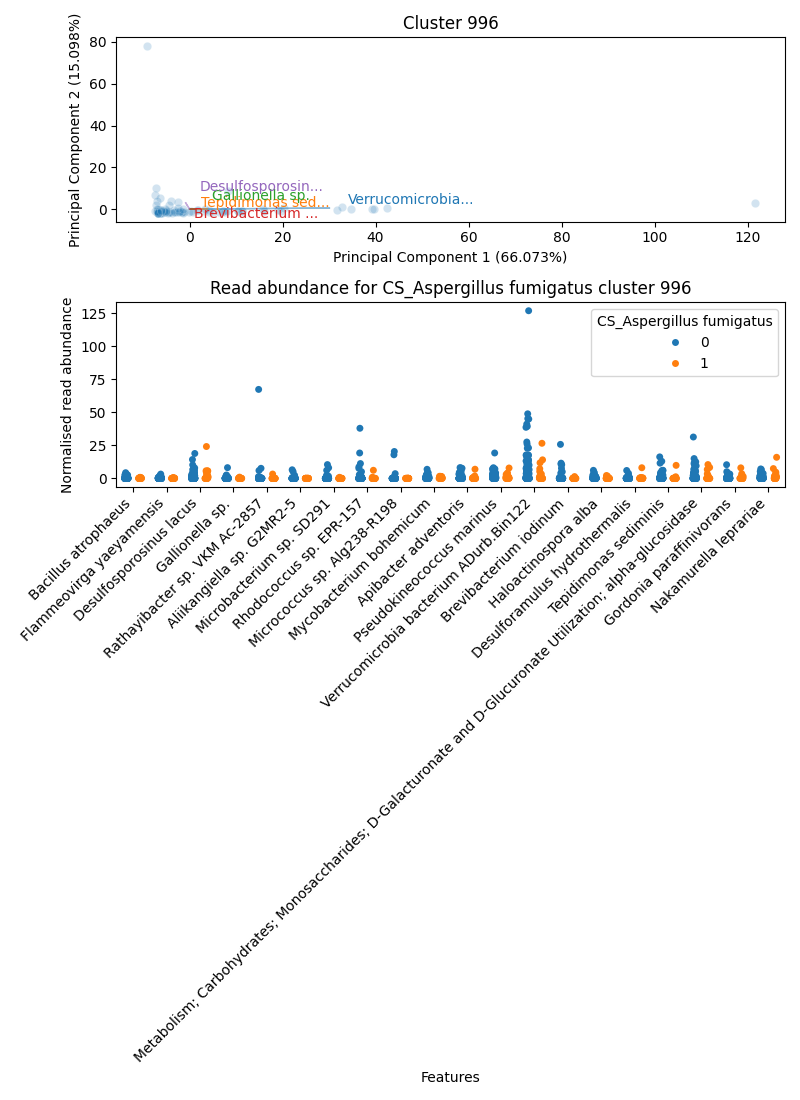 Cluster 996
Principal Component 2 (15.098%)
80
60
40
20
0
Desulfosporosin...
Gallionella sp.
Verrucomicrobia...
Tepidimonas sed...
Brevibacterium ...
0 20 40 60 80 100 120
Principal Component 1 (66.073%)
Read abundance for CS_Aspergillus fumigatus cluster 996
Normalised read abundance
125
100
75
50
25
0
CS_Aspergillus fumigatus
0
1
Bacillus atrophaeus
Flammeovirga yaeyamensis
Desulfosporosinus lacus
Gallionella sp.
Rathayibacter sp. VKM Ac-2857
Aliikangiella sp. G2MR2-5
Microbacterium sp. SD291
Rhodococcus sp. EPR-157
Micrococcus sp. Alg238-R198
Mycobacterium bohemicum
Apibacter adventoris
Pseudokineococcus marinus
Verrucomicrobia bacterium ADurb.Bin122
Brevibacterium iodinum
Haloactinospora alba
Desulforamulus hydrothermalis
Tepidimonas sediminis
Metabolism; Carbohydrates; Monosaccharides; D-Galacturonate and D-Glucuronate Utilization; alpha-glucosidase
Gordonia paraffinivorans
Nakamurella leprariae
Features